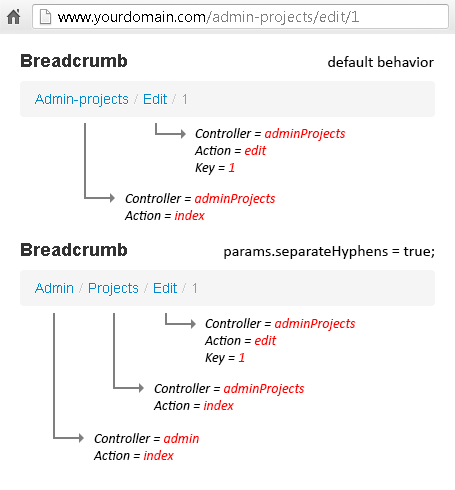 www.yourdomain.com/admin-projects/edit/1
Breadcrumb
default behavior
Admin-projects / Edit / 1
Controller = adminProjects
Action = edit
Key = 1
Controller = adminProjects
Action = index
Breadcrumb
params.separateHyphens = true;
Admin / Projects / Edit / 1
Controller = adminProjects
Action = edit
Key = 1
Controller = adminProjects
Action = index
Controller = admin
Action = index